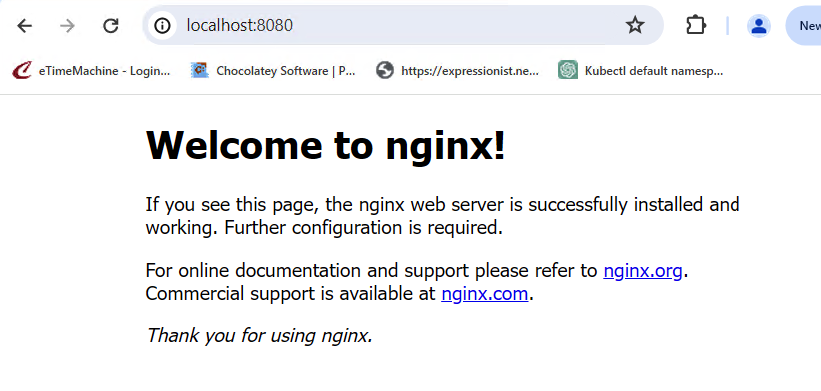 localhost:8080
New
eTimeMachine - Login...
Chocolatey Software | P...
https://expressionist.ne...
Kubectl default namesp...
Welcome to nginx!
If you see this page, the nginx web server is successfully installed and
working. Further configuration is required.
For online documentation and support please refer to nginx.org.
Commercial support is available at nginx.com.
Thank you for using nginx.